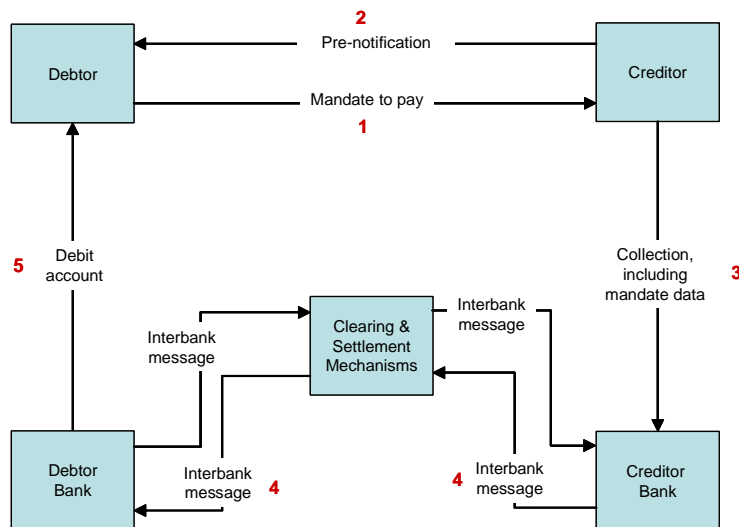 2
Pre-notification
Debtor
Creditor
Mandate to pay
1
5
Debit
account
Collection,
including
mandate data
3
Interbank
message
Clearing &
Settlement
Mechanisms
Interbank
message
Debtor
Bank
Interbank
message
4
4
Interbank
message
Creditor
Bank